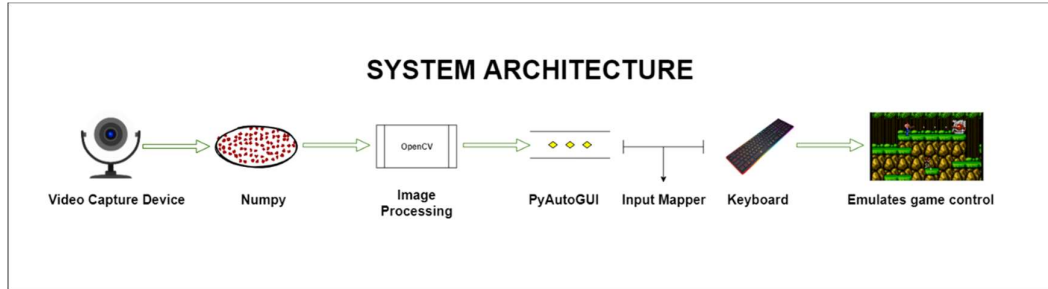 SYSTEM ARCHITECTURE
OpenCV
Video Capture Device
Numpy
Image
Processing
PyAutoGUI
Input Mapper
Keyboard
Emulates game control